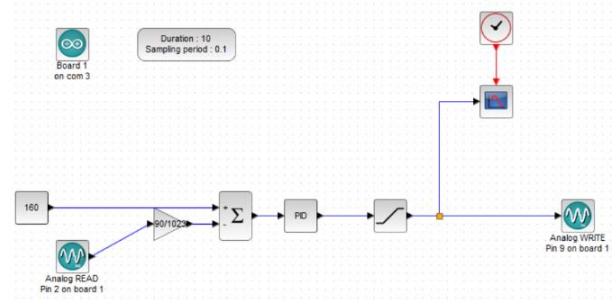 Board 1
on com 3
Duration : 10
Sampling period : 0.1
160
90/1023
+
-
Σ
PID
Analog READ
Pin 2 on board 1
Analog WRITE
Pin 9 on board 1